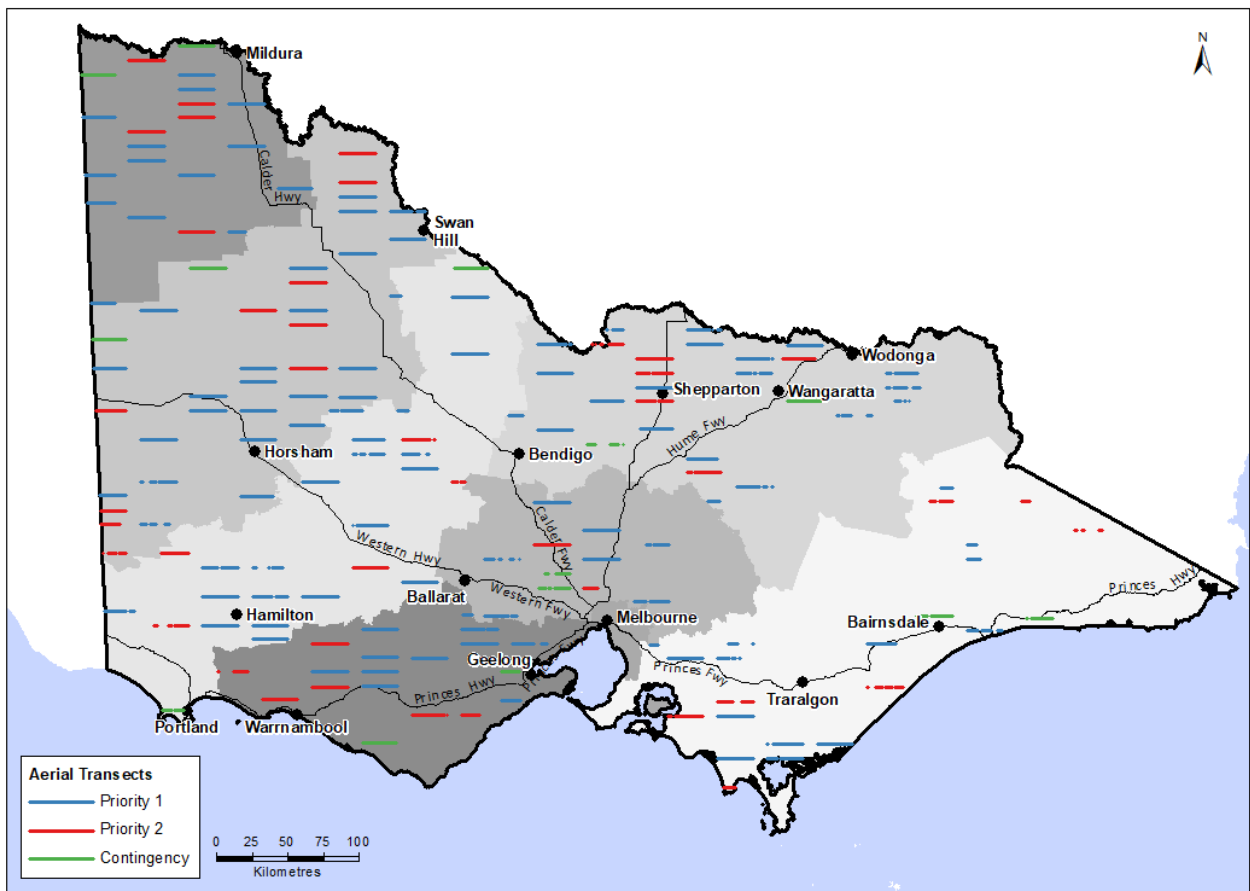 N
Mildura
Calder Hwy
Swan
Hill
Wodonga
Shepparton
Wangaratta
Hume Fwy
Horsham
Bendigo
Calder Fwy
Western Hwy
Ballarat
Western Fwy
Princes Hwy
Hamilton
Melbourne
Bairnsdale
Geelong
Princes Fwy
Princes Hwy
Traralgon
Portland
Warrnambool
Aerial Transects
Priority 1
Priority 2
Contingency
0 25 50 75 100
Kilometres